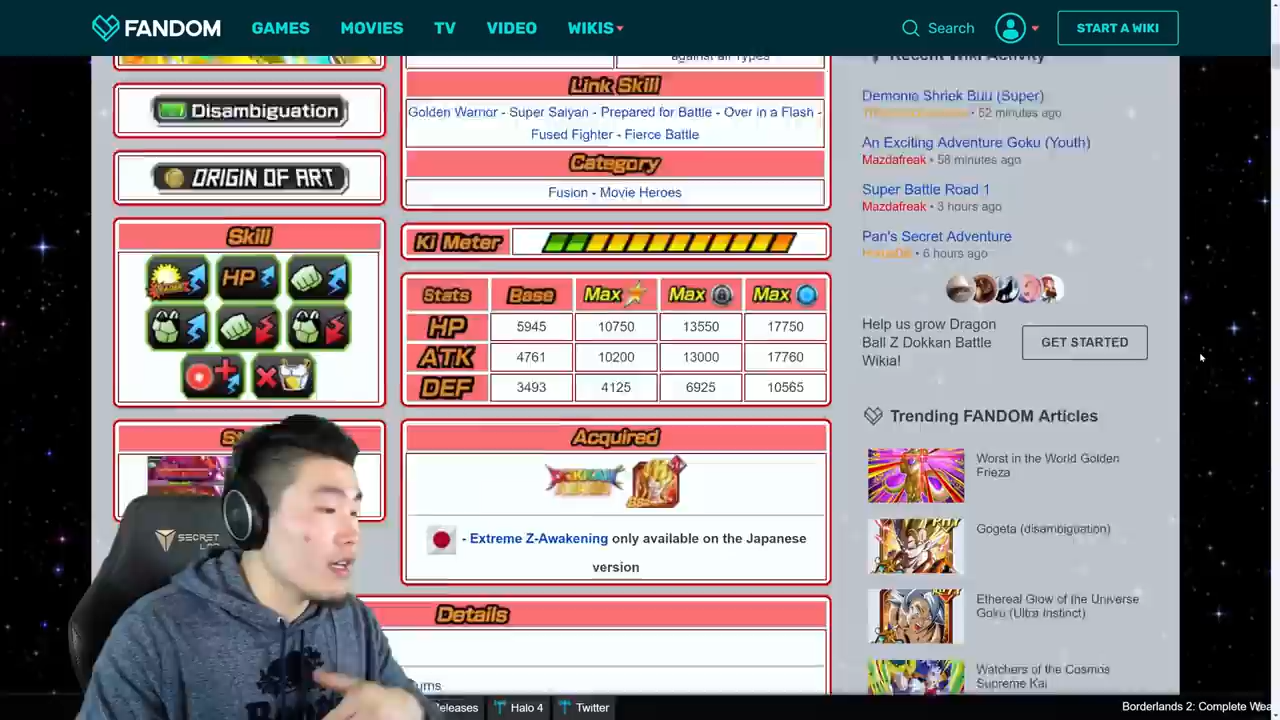 FANDOM
GAMES
MOVIES
TV
VIDEO
WIKIS
Search
START A WIKI
against all Types
Link Skill
Golden Warrior - Super Saiyan - Prepared for Battle - Over in a Flash -
Fused Fighter - Fierce Battle
Category
Fusion - Movie Heroes
Disambiguation
ORIGIN OF ART
Skill
HP
Ki Meter
Stats Base Max Max Max
HP 5945 10750 13550 17750
ATK 4761 10200 13000 17760
DEF 3493 4125 6925 10565
Acquired
- Extreme Z-Awakening only available on the Japanese
version
Details
SECRET
Recent Wiki Activity
Demonic Shriek Buu (Super)
• 52 minutes ago
An Exciting Adventure Goku (Youth)
Mazdafreak • 58 minutes ago
Super Battle Road 1
Mazdafreak • 3 hours ago
Pan's Secret Adventure
• 6 hours ago
Help us grow Dragon
Ball Z Dokkan Battle
Wikia!
GET STARTED
Trending FANDOM Articles
Worst in the World Golden
Frieza
Gogeta (disambiguation)
Ethereal Glow of the Universe
Goku (Ultra Instinct)
Watchers of the Cosmos
Supreme Kai
Halo 4
Twitter
Borderlands 2: Complete Wea